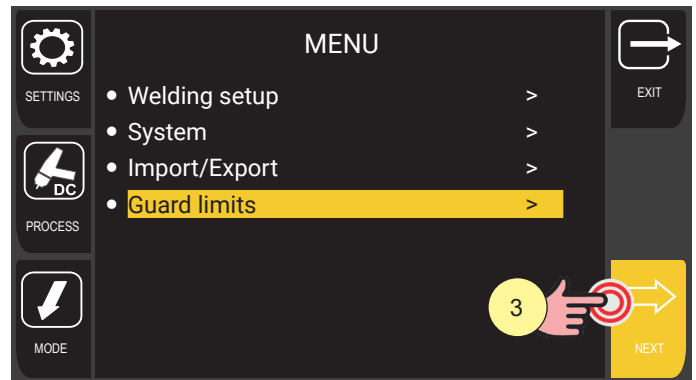 MENU
SETTINGS
EXIT
• Welding setup >
• System >
• Import/Export >
• Guard limits >
DC
PROCESS
3
MODE
NEXT